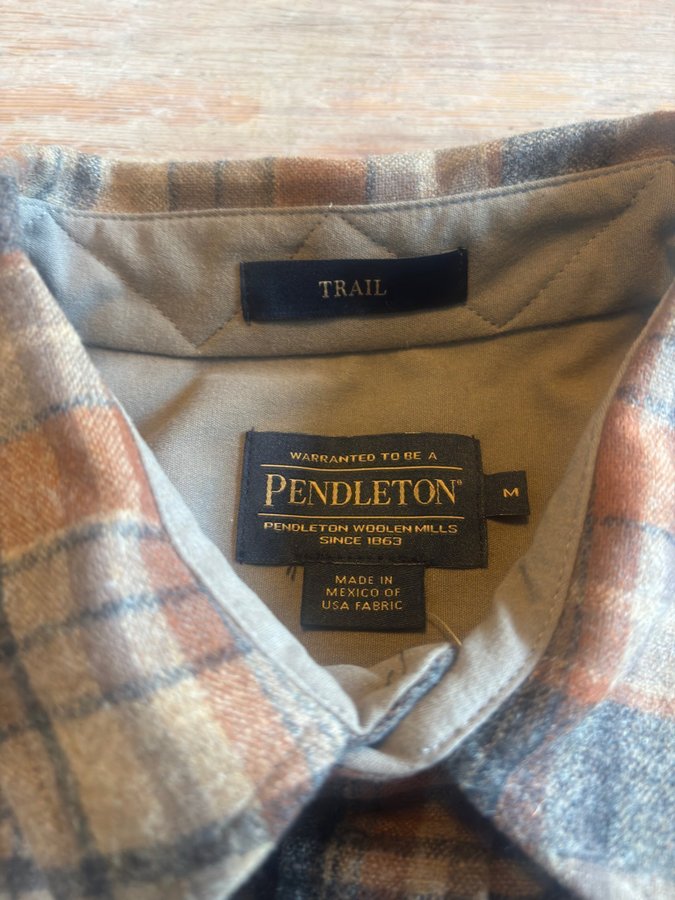 TRAIL
WARRANTED TO BE A
PENDLETON®
PENDLETON WOOLEN MILLS
SINCE 1863
M
MADE IN
MEXICO OF
USA FABRIC